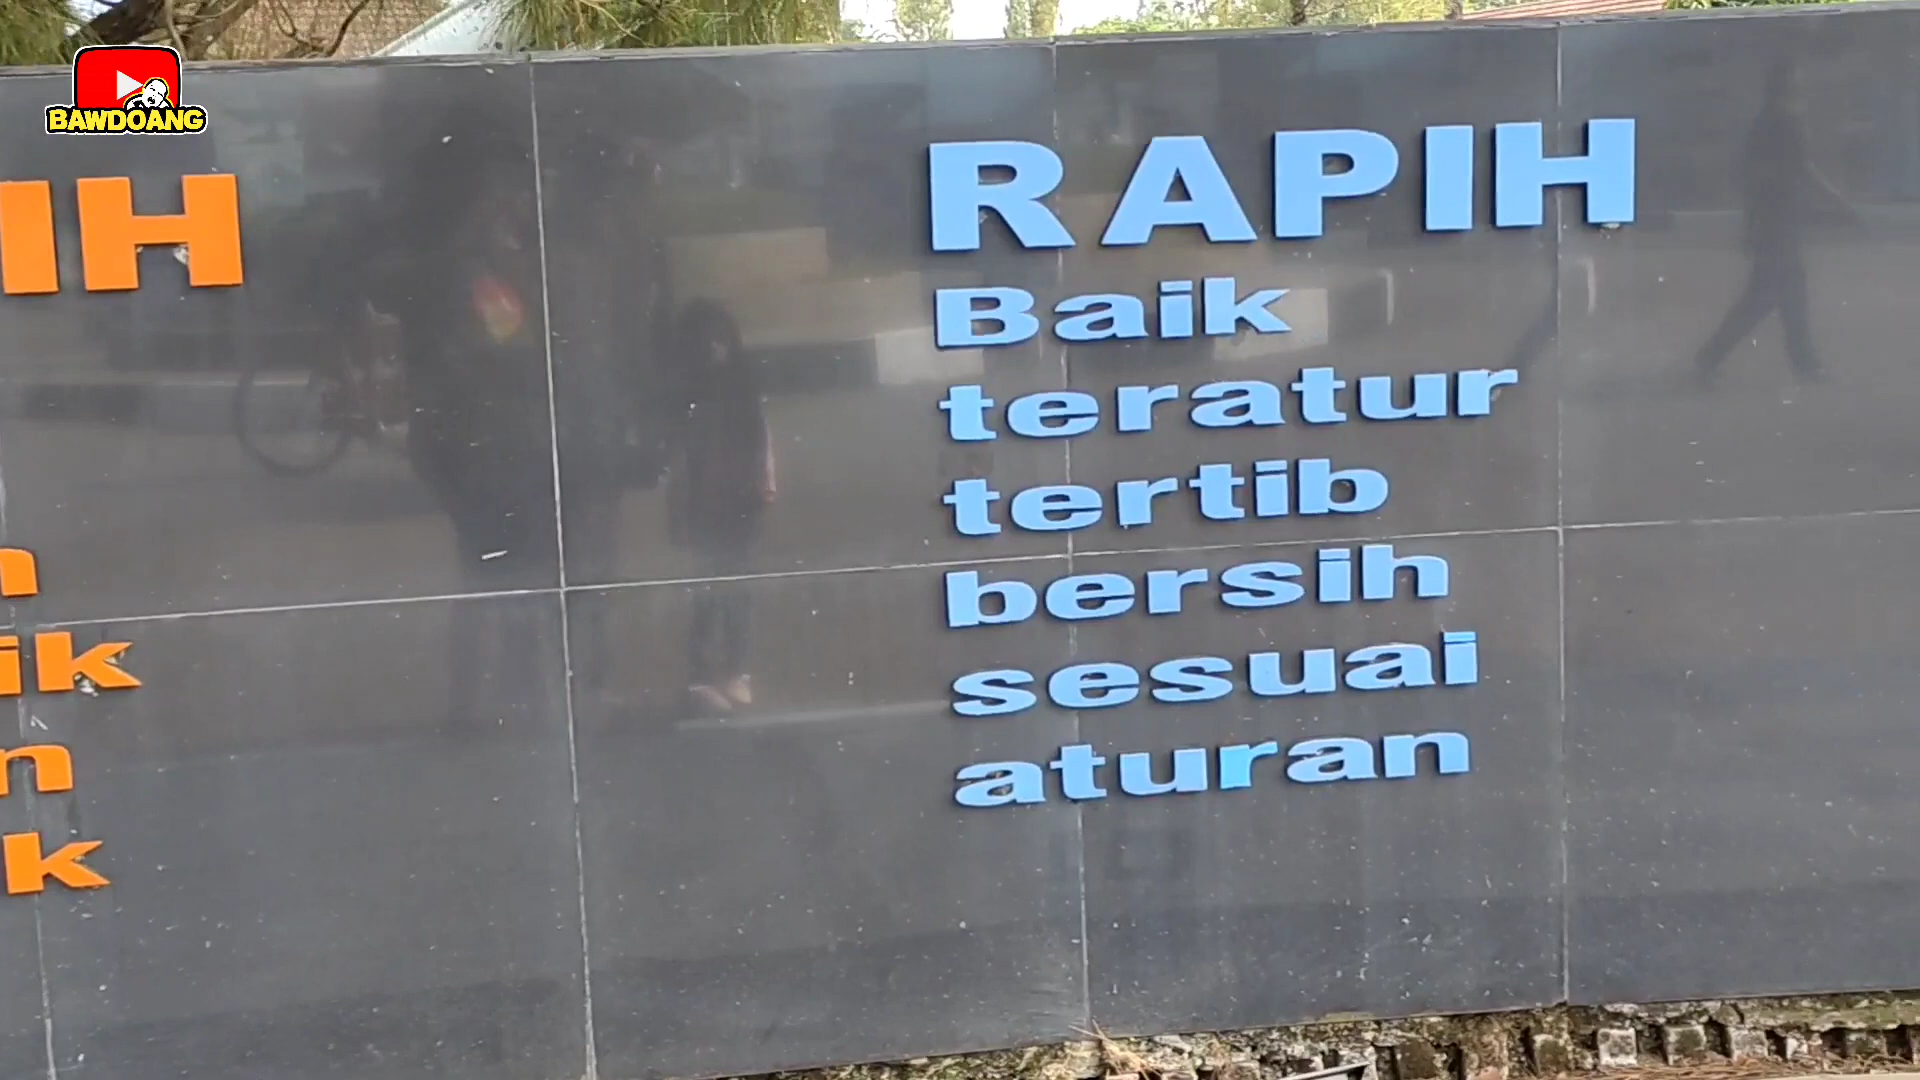 BAWDOANG
IH
n
ik
n
k
RAPIH
Baik
teratur
tertib
bersih
sesuai
aturan